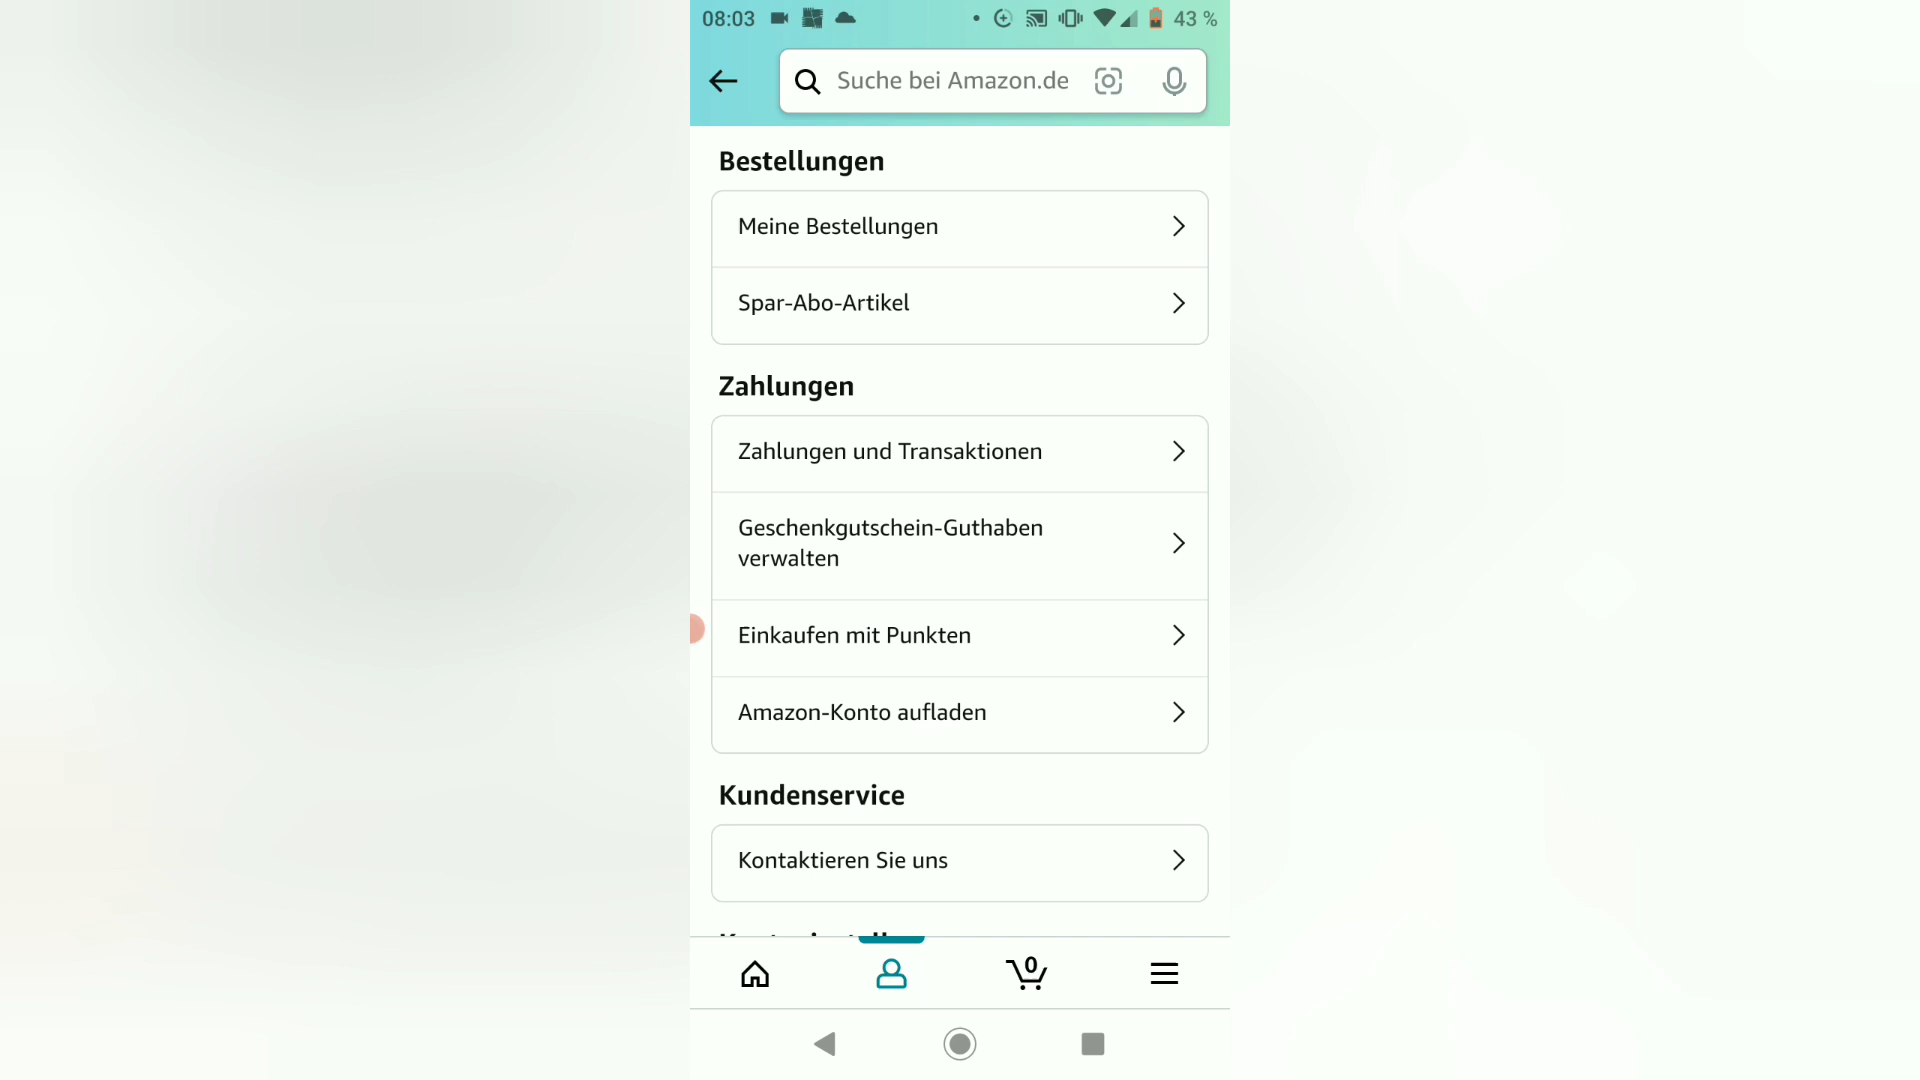 08:03
43 %
Suche bei Amazon.de
Bestellungen
Meine Bestellungen
Spar-Abo-Artikel
Zahlungen
Zahlungen und Transaktionen
Geschenkgutschein-Guthaben
verwalten
Einkaufen mit Punkten
Amazon-Konto aufladen
Kundenservice
Kontaktieren Sie uns
0